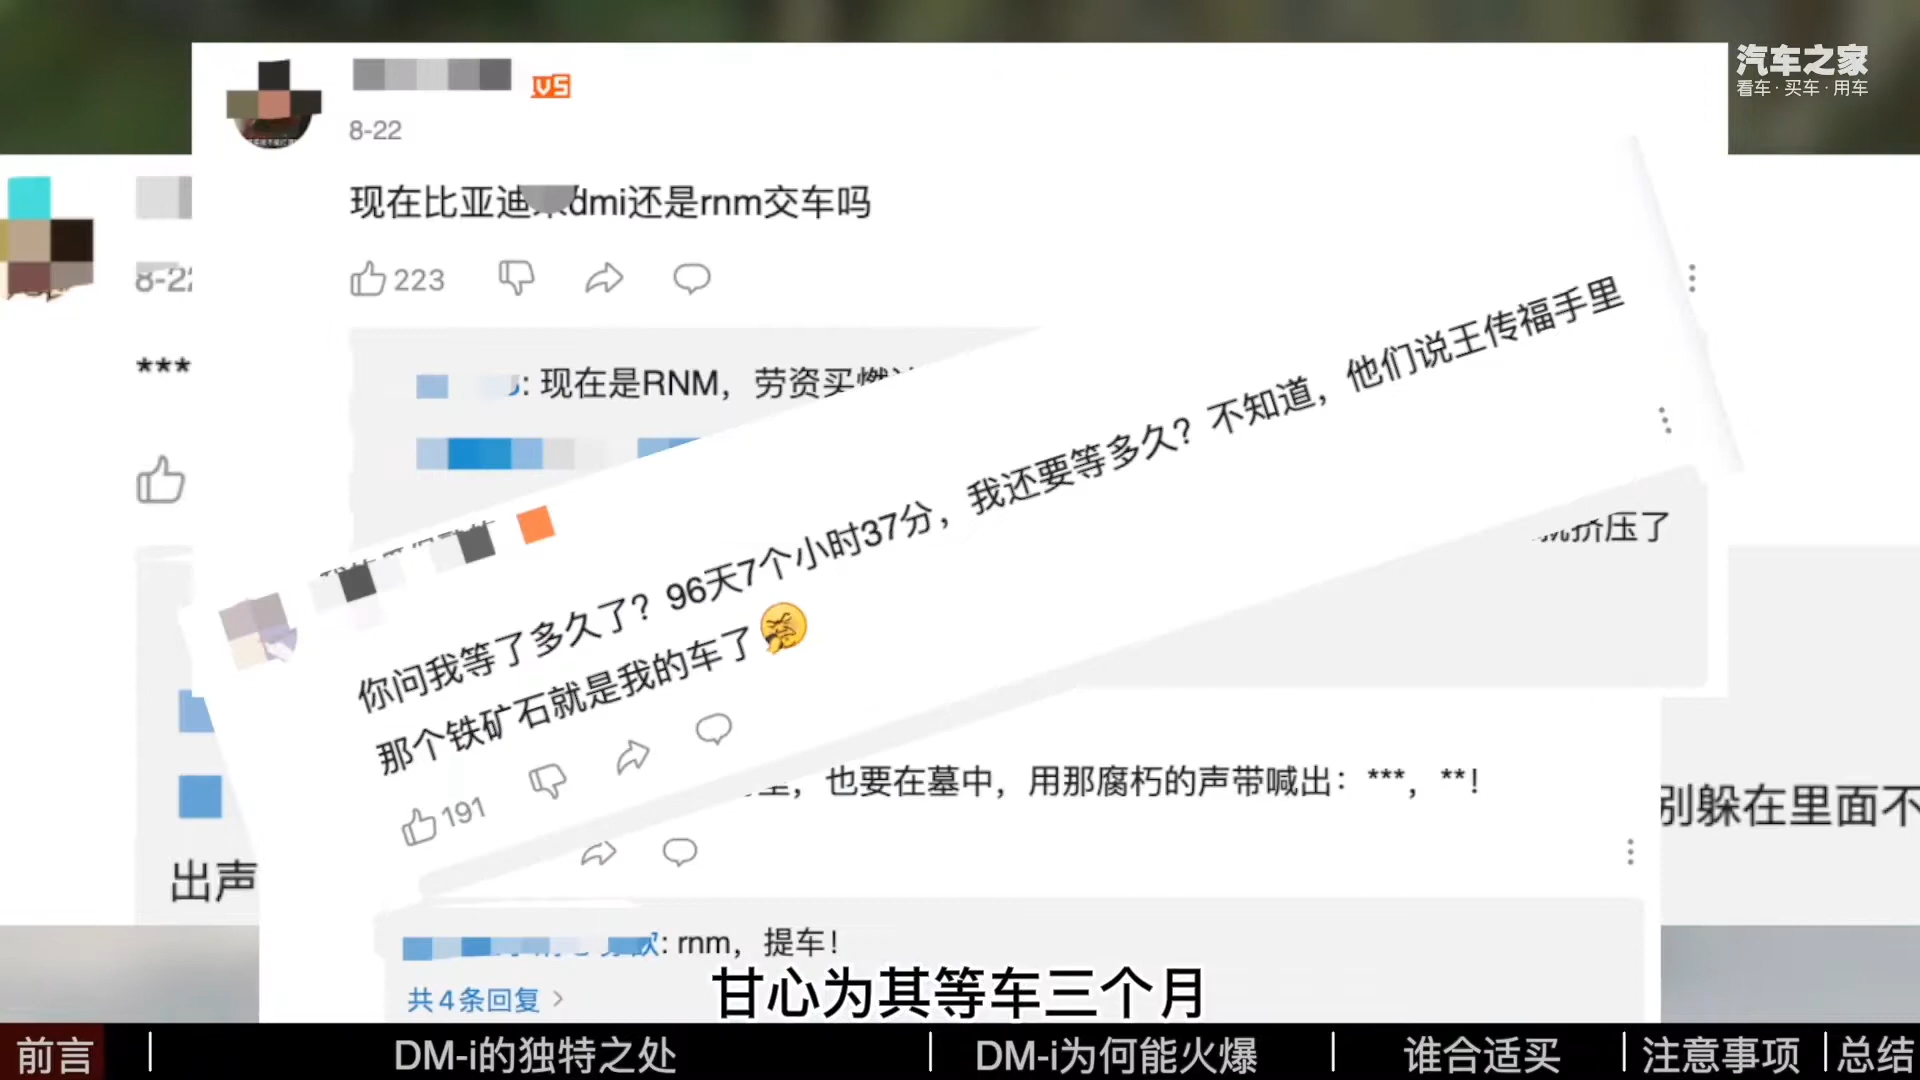 汽车之家
看车·买车·用车
8-22
现在比亚迪dmi还是rnm交车吗
223
8-22
***
: 现在是RNM，劳资买燃
你问我等了多久了？96天7个小时37分，我还要等多久？不知道，他们说王传福手里
那个铁矿石就是我的车了
191
挤压了
，也要在墓中，用那腐朽的声带喊出：***，**！
别躲在里面不
出声
: rnm，提车！
共4条回复
甘心为其等车三个月
前言
DM-i的独特之处
DM-i为何能火爆
谁合适买
注意事项
总结